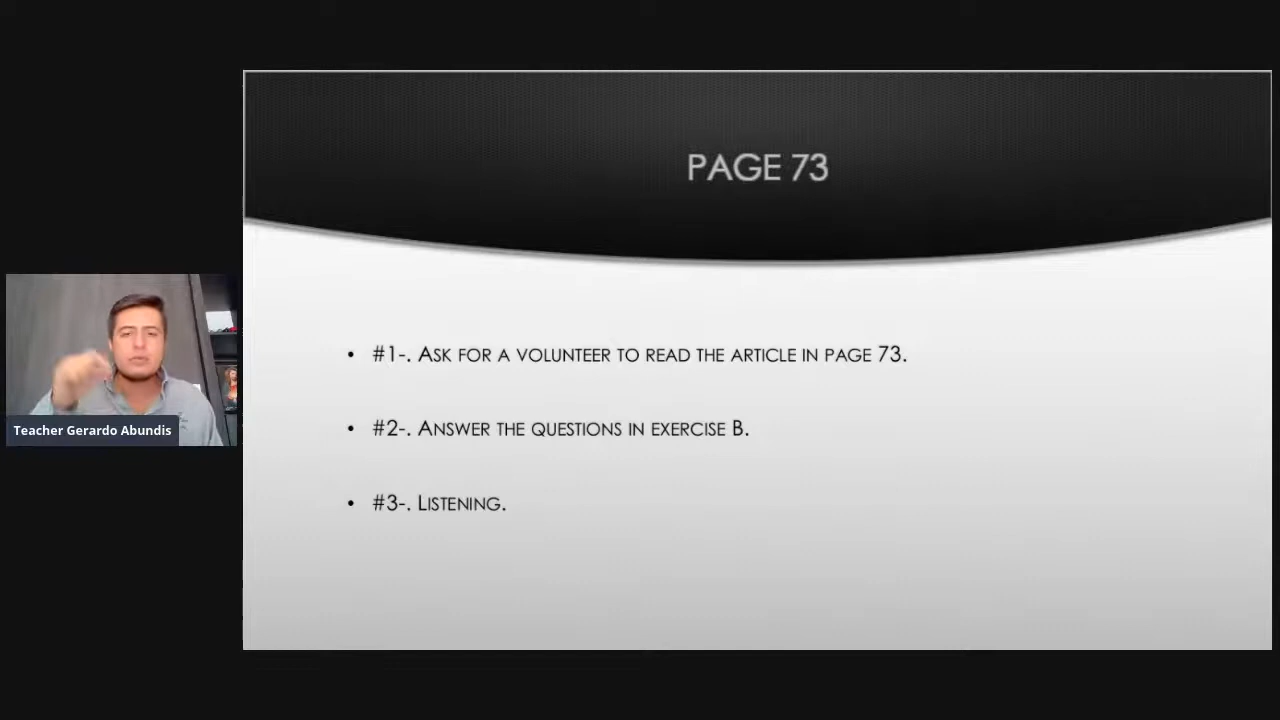 PAGE 73
#1-. ASK FOR A VOLUNTEER TO READ THE ARTICLE IN PAGE 73.
#2-. ANSWER THE QUESTIONS IN EXERCISE B.
#3-. LISTENING.
Teacher Gerardo Abundis